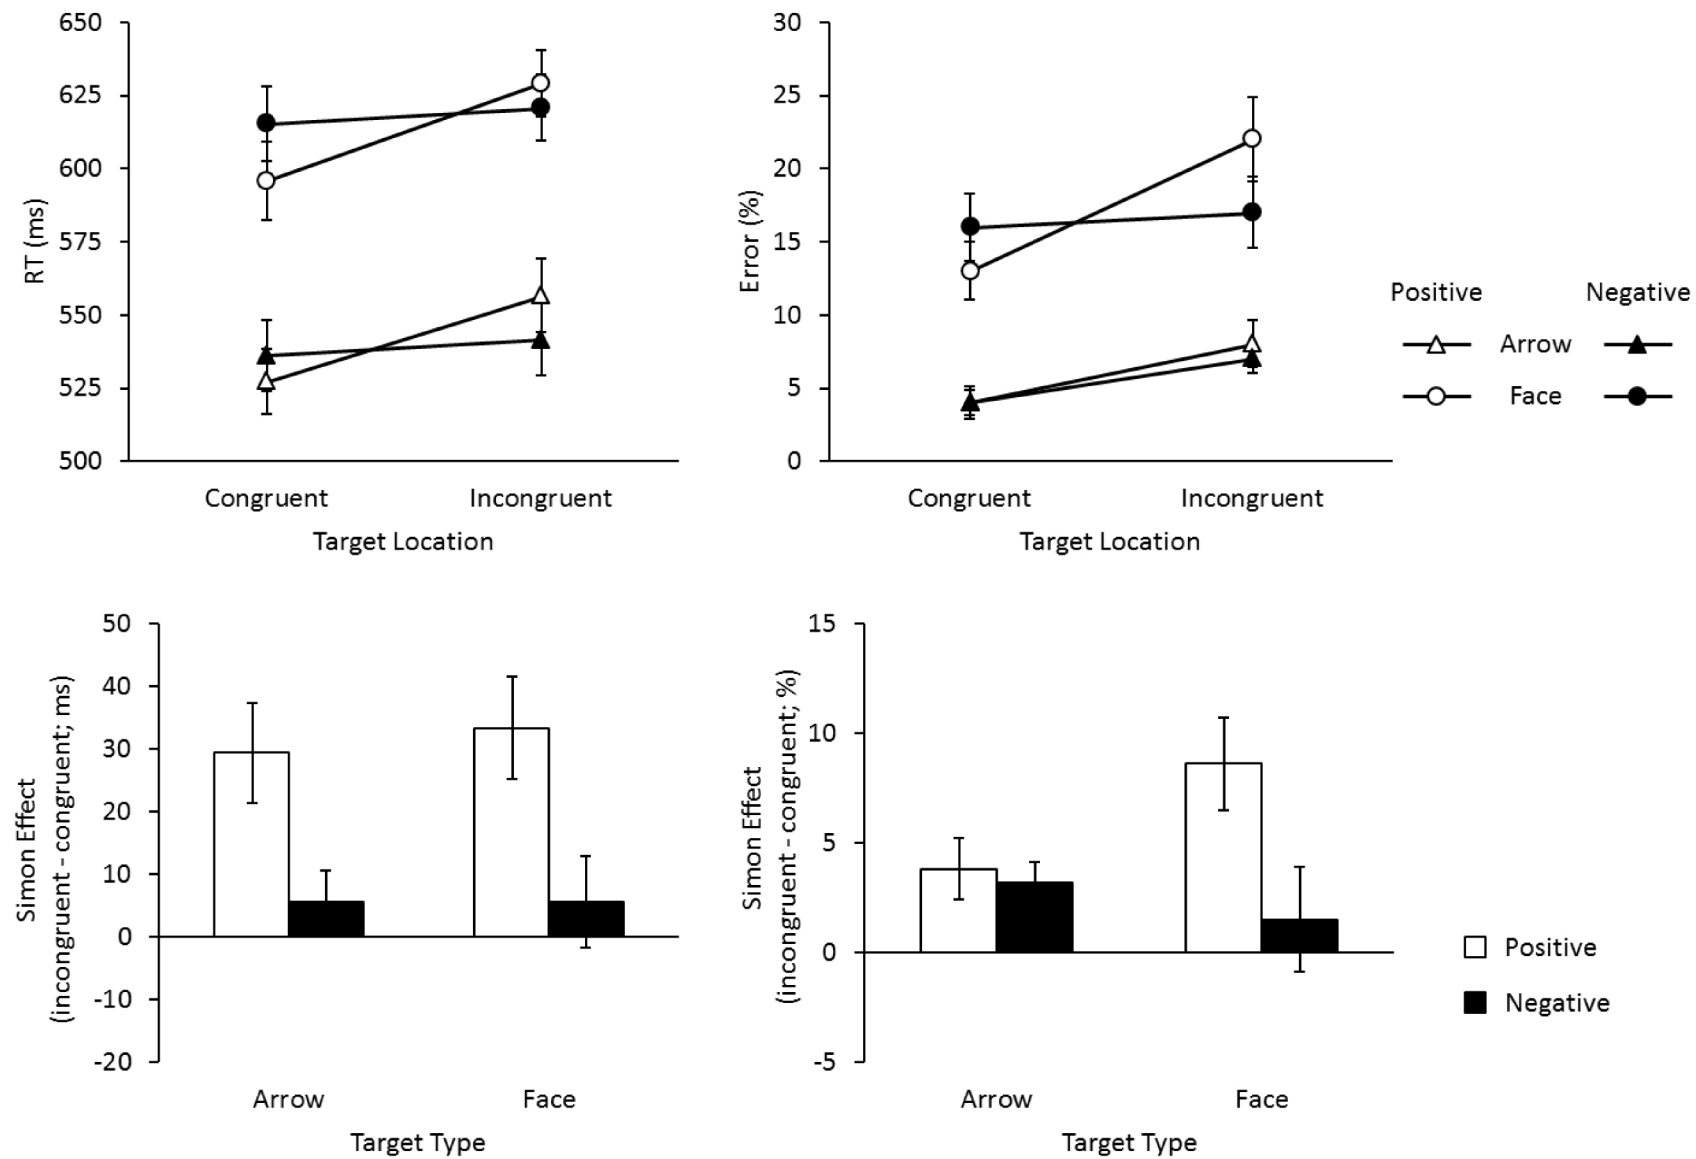 650
625
600
575
550
525
500
RT (ms)
Congruent
Incongruent
Target Location
30
25
20
15
10
5
0
Error (%)
Congruent
Incongruent
Target Location
Positive Negative
Arrow
Face
50
40
30
20
10
0
-10
-20
Simon Effect
(incongruent - congruent; ms)
Arrow
Face
Target Type
15
10
5
0
-5
Simon Effect
(incongruent - congruent; %)
Arrow
Face
Target Type
Positive
Negative